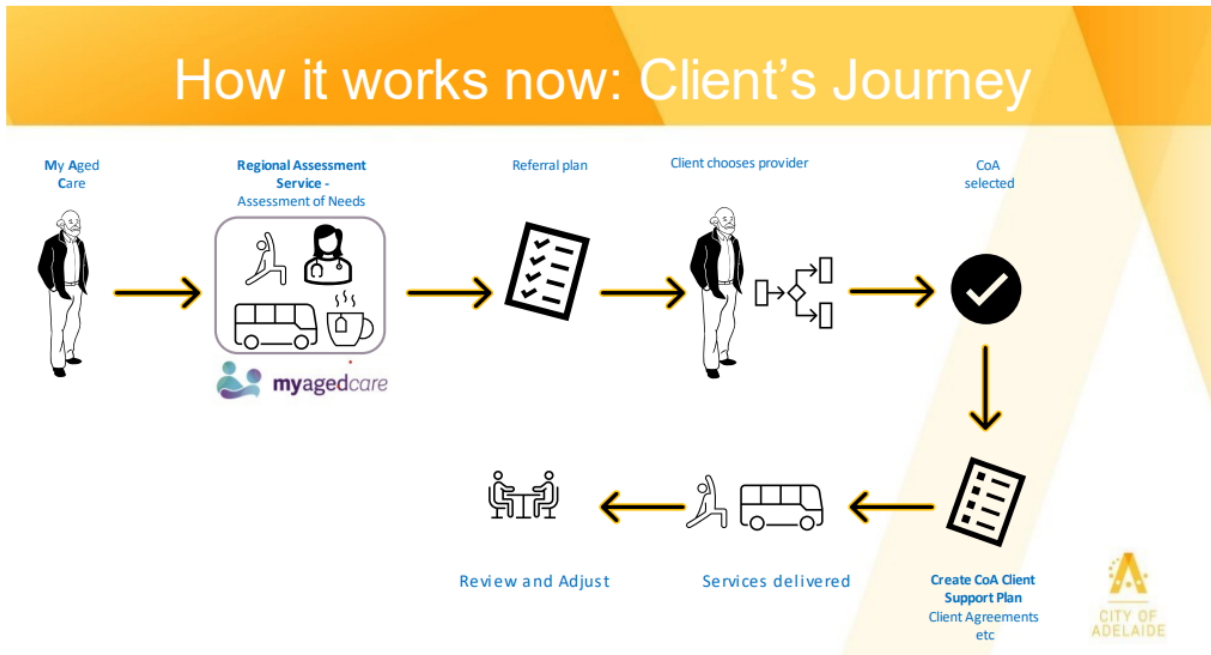 How it works now: Client's Journey
My Aged
Care
Regional Assessment
Service -
Assessment of Needs
Referral plan
Client chooses provider
CoA
selected
myagedcare
Review and Adjust
Services delivered
Create CoA Client
Support Plan
Client Agreements
etc
CITY OF
ADELAIDE